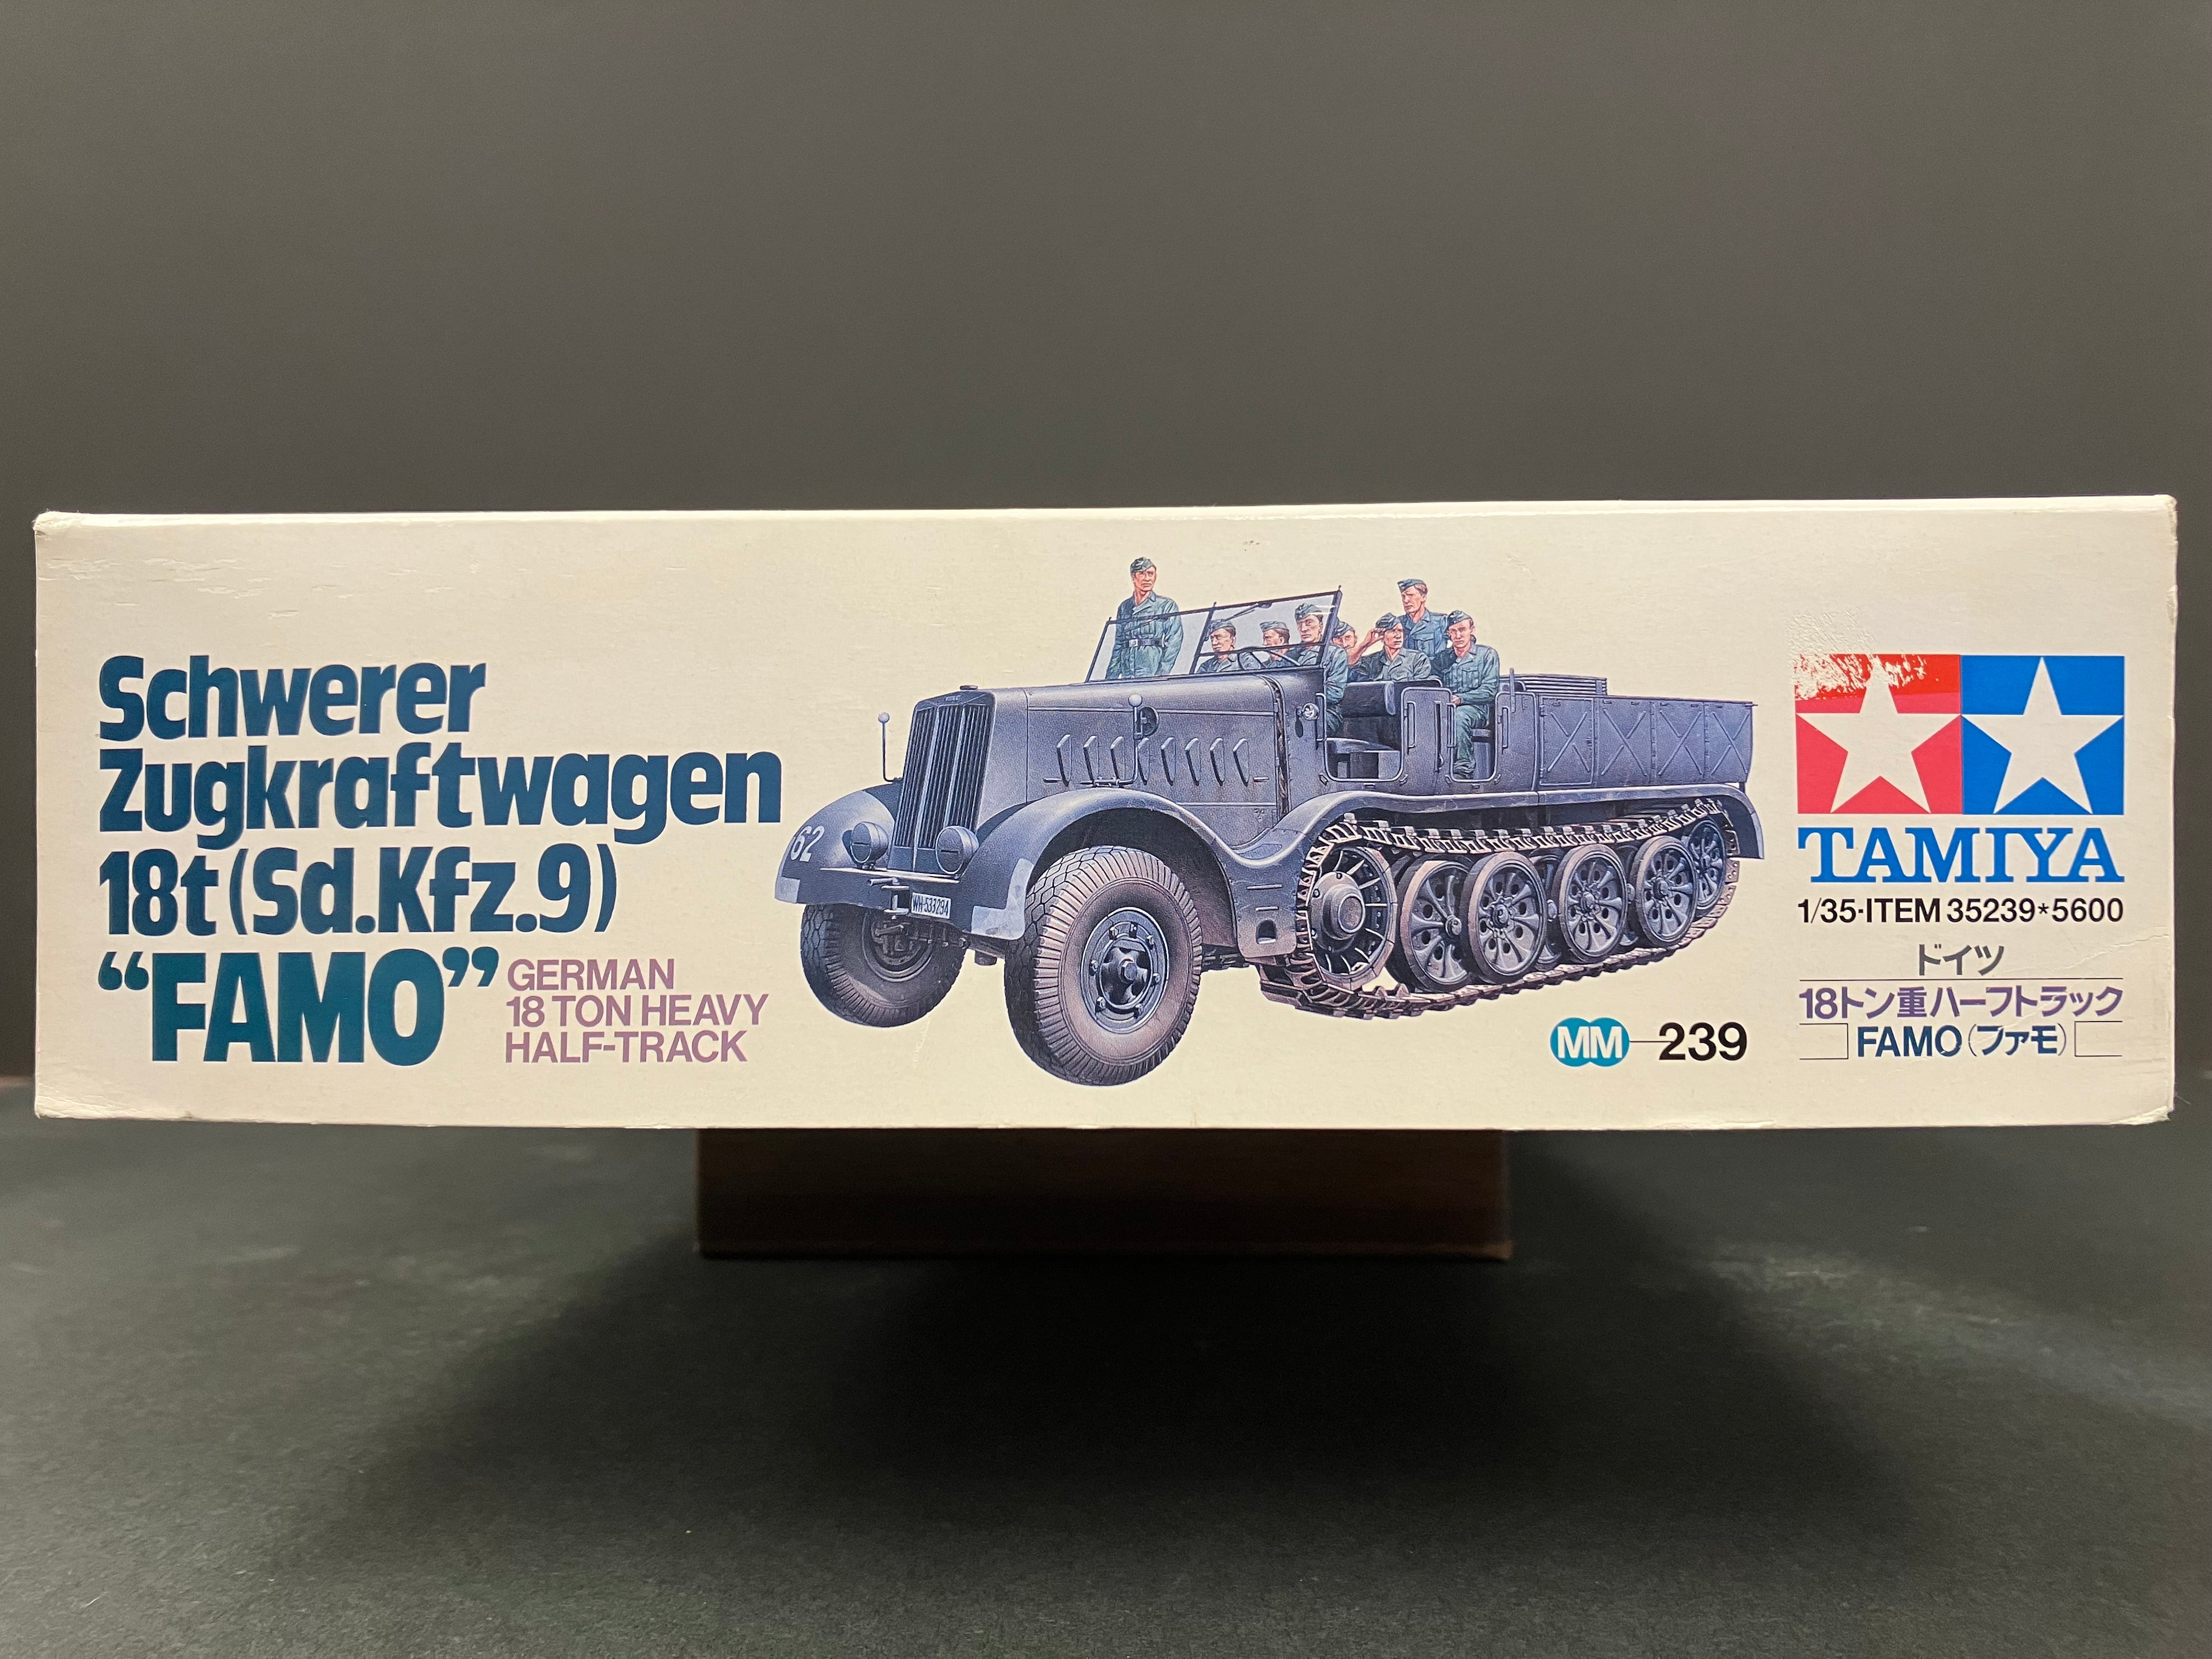 Schwerer
Zugkraftwagen
18t (Sd.Kfz.9)
“FAMO”
GERMAN
18 TON HEAVY
HALF-TRACK
62
WH-533294
MM 239
TAMIYA
1/35·ITEM 35239★5600
ドイツ
18トン重ハーフトラック
FAMO (ファモ)